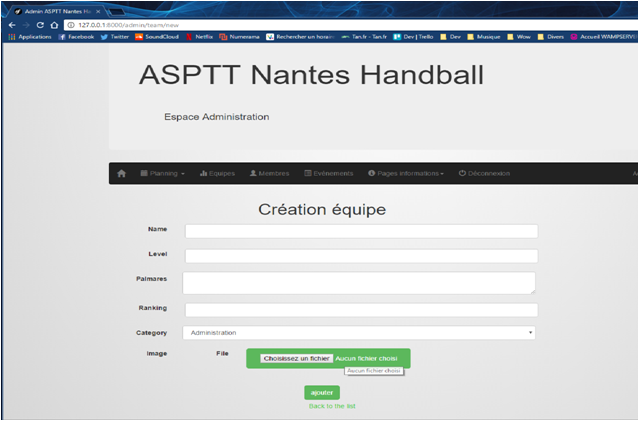 Admin ASPTT Nantes Ha
127.0.0.1:8000/admin/team/new
Applications Facebook Twitter SoundCloud Netflix Numerama Rechercher un horaire Tan.fr - Tan.fr Dev | Trello Dev Musique Wow Divers Accueil WAMPSERVE
ASPTT Nantes Handball
Espace Administration
Planning Equipes Membres Evénements Pages informations Déconnexion
Création équipe
Name
Level
Palmares
Ranking
Category Administration
Image File Choisissez un fichier Aucun fichier choisi
Aucun fichier choisi
ajouter
Back to the list